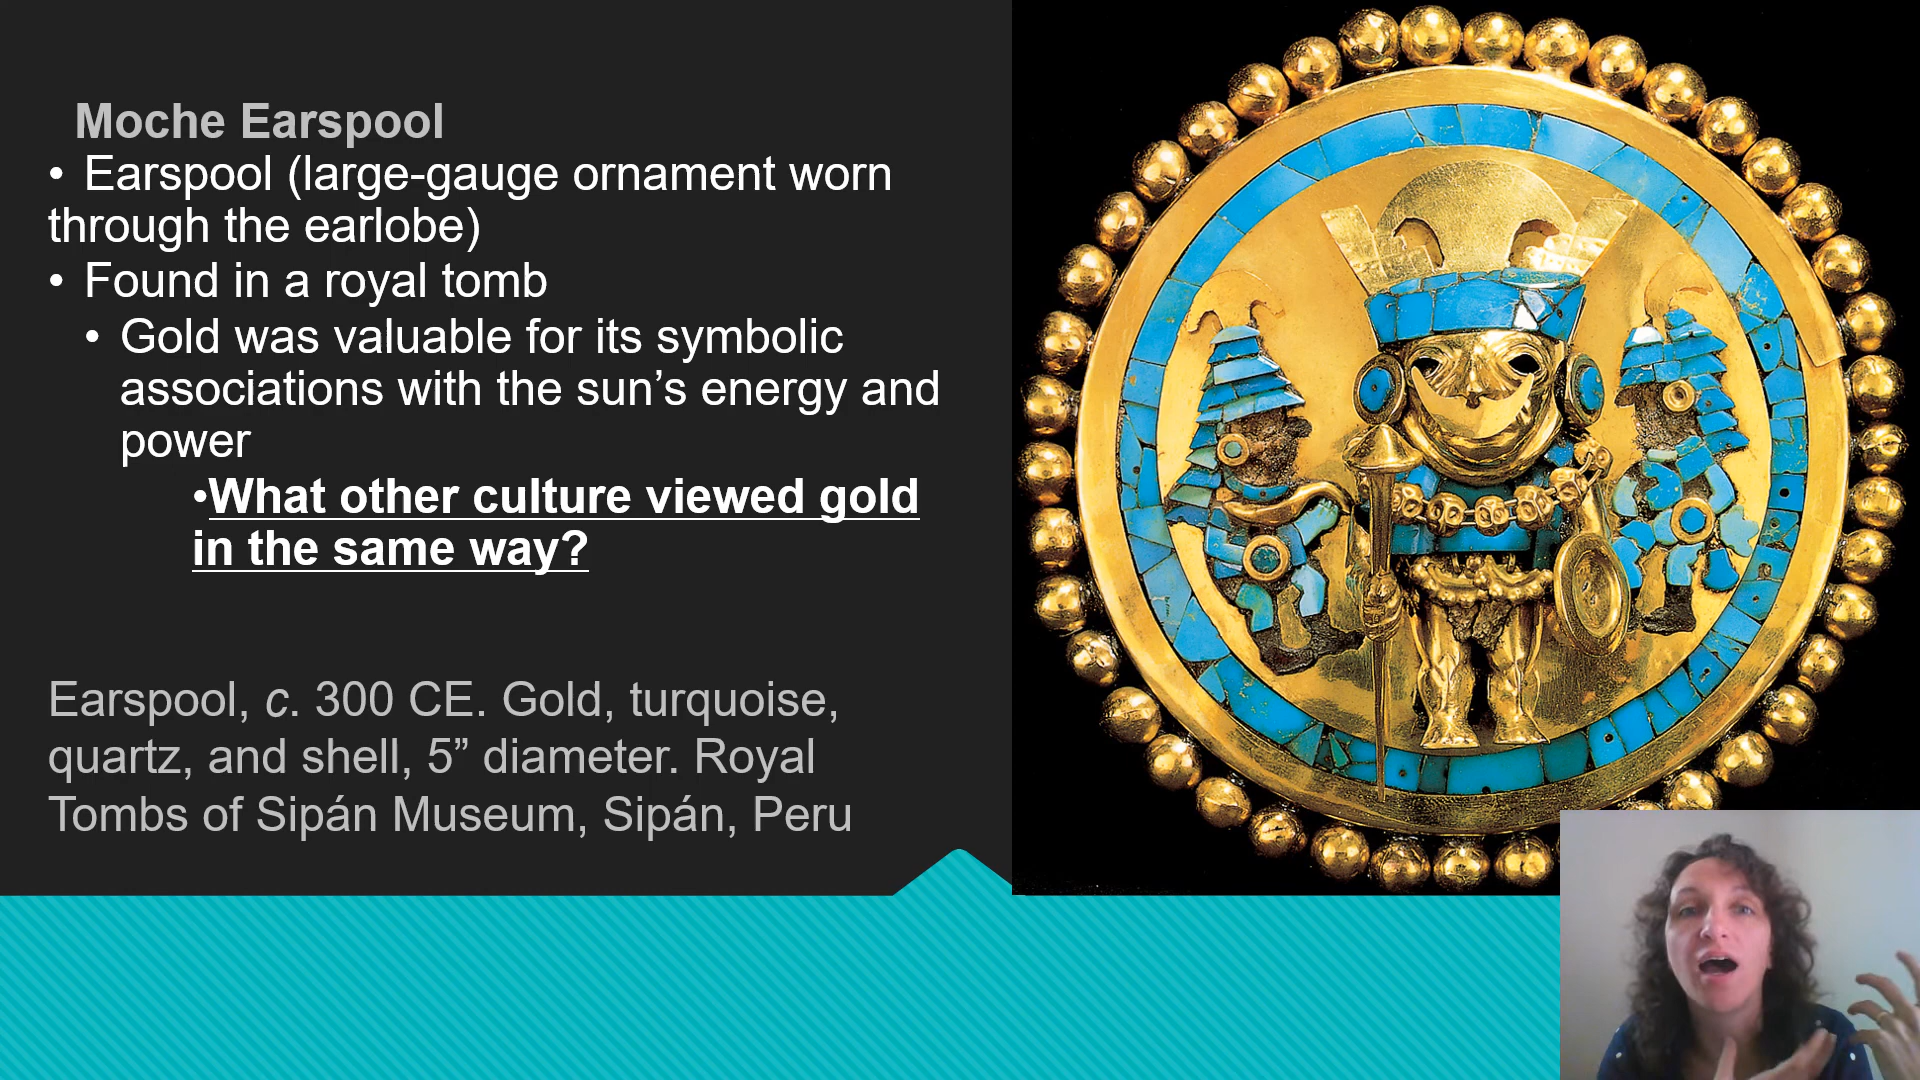 Moche Earspool
• Earspool (large-gauge ornament worn
through the earlobe)
• Found in a royal tomb
• Gold was valuable for its symbolic
associations with the sun’s energy and
power
•What other culture viewed gold
in the same way?
Earspool, c. 300 CE. Gold, turquoise,
quartz, and shell, 5” diameter. Royal
Tombs of Sipán Museum, Sipán, Peru